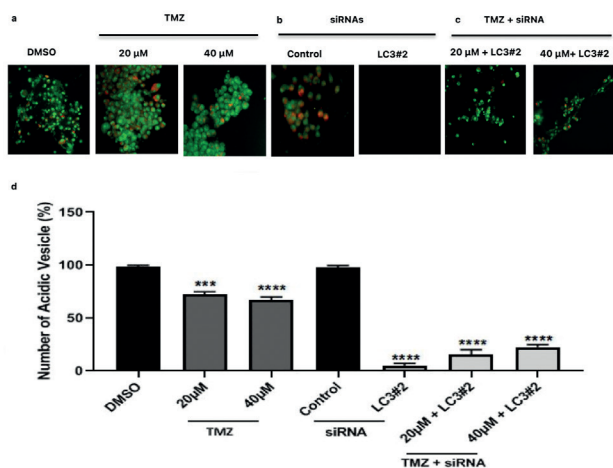 a
TMZ
b
siRNAs
c
TMZ + siRNA
DMSO
20 µM
40 µM
Control
LC3#2
20 µM + LC3#2
40 µM+ LC3#2
d
Number of Acidic Vesicle (%)
150
100
50
0
***
****
****
****
****
DMSO
20µM
40µM
Control
LC3#2
20µM + LC3#2
40µM + LC3#2
TMZ
siRNA
TMZ + siRNA